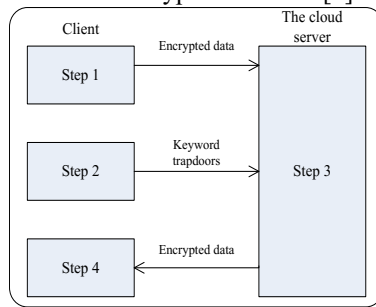 Client
The cloud
server
Encrypted data
Step 1
Keyword
trapdoors
Step 2
Step 3
Encrypted data
Step 4